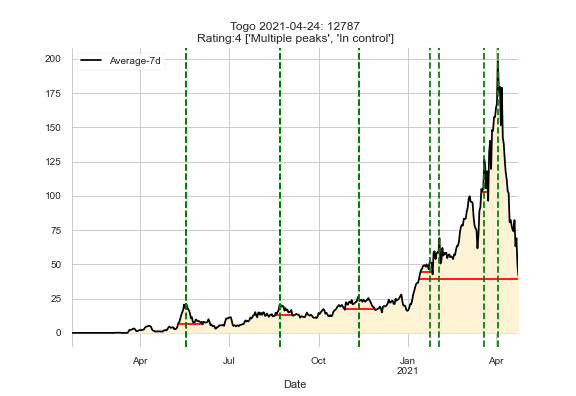 Togo 2021-04-24: 12787
Rating:4 ['Multiple peaks', 'In control']
Average-7d
200
175
150
125
100
75
50
25
0
Apr
Jul
Oct
Jan
2021
Apr
Date